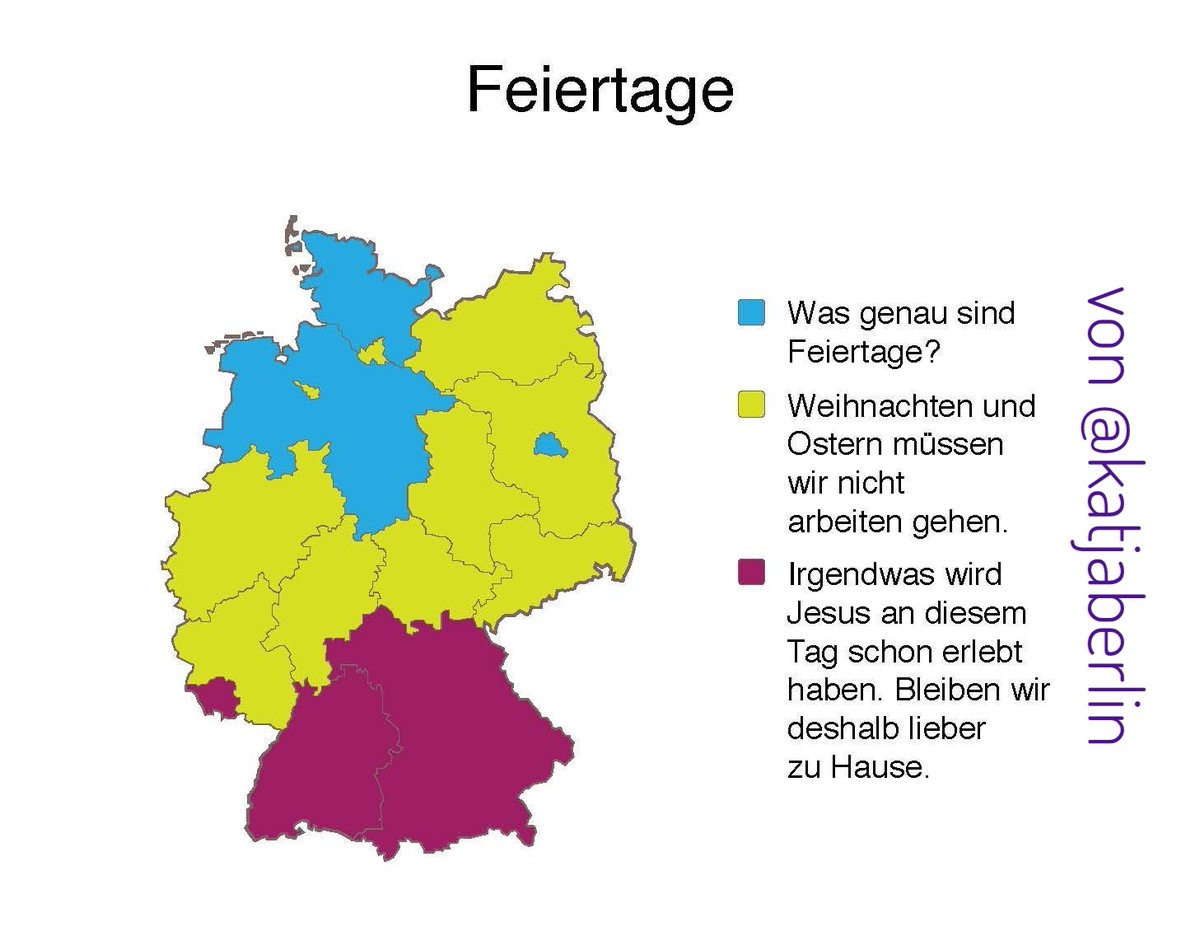 Feiertage
Was genau sind
Feiertage?
Weihnachten und
Ostern müssen
wir nicht
arbeiten gehen.
Irgendwas wird
Jesus an diesem
Tag schon erlebt
haben. Bleiben wir
deshalb lieber
zu Hause.
von @katjaberlin